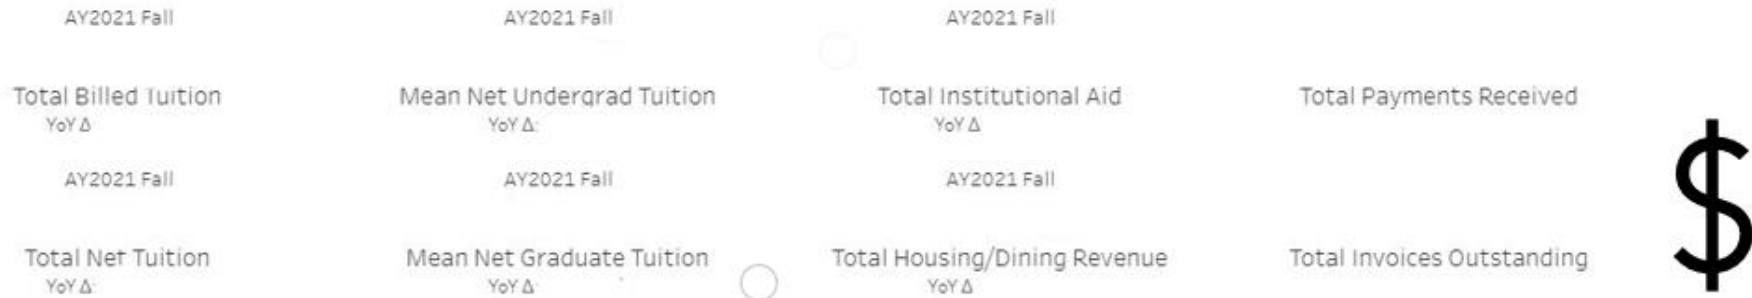 AY2021 Fall AY2021 Fall AY2021 Fall
Total Billed Tuition Mean Net Undergrad Tuition Total Institutional Aid Total Payments Received
YoY Δ YoY Δ: YoY Δ
AY2021 Fall AY2021 Fall AY2021 Fall
Total Net Tuition Mean Net Graduate Tuition Total Housing/Dining Revenue Total Invoices Outstanding
YoY Δ YoY Δ YoY Δ
$